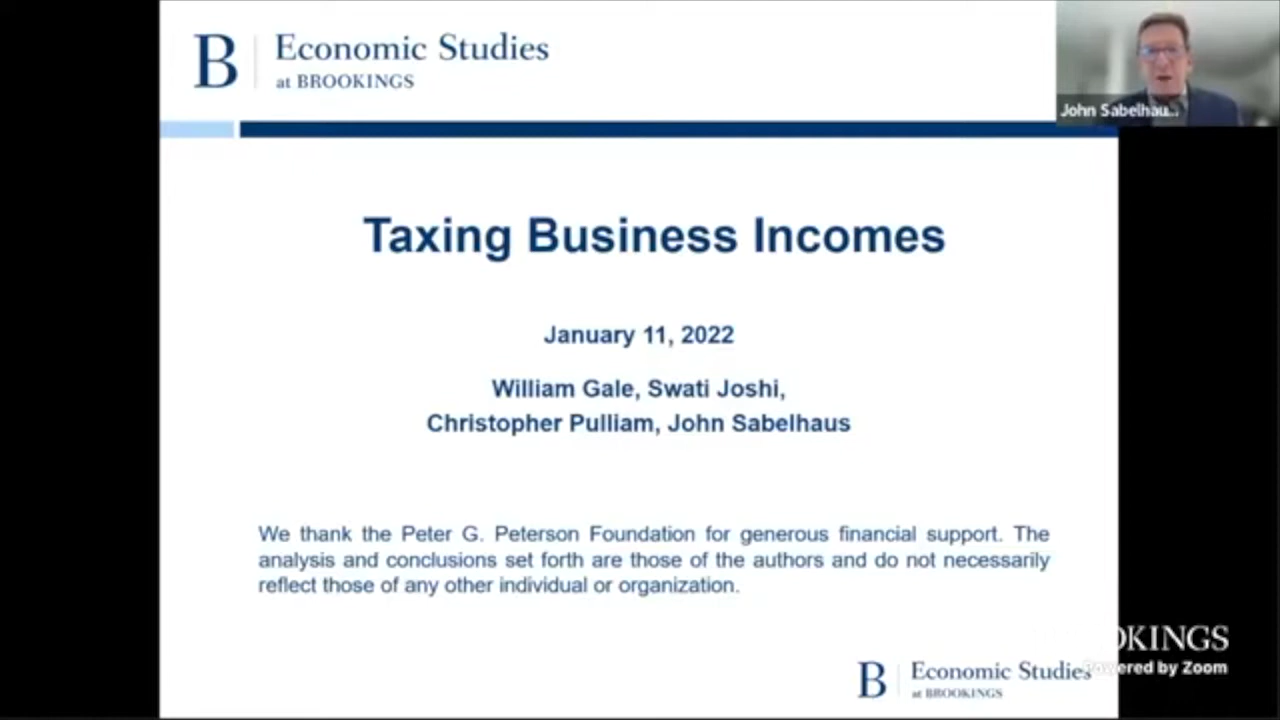 B
Economic Studies
at BROOKINGS
John Sabelhau...
Taxing Business Incomes
January 11, 2022
William Gale, Swati Joshi,
Christopher Pulliam, John Sabelhaus
We thank the Peter G. Peterson Foundation for generous financial support. The
analysis and conclusions set forth are those of the authors and do not necessarily
reflect those of any other individual or organization.
B
Economic Studies
at BROOKINGS
OKINGS
Powered by Zoom